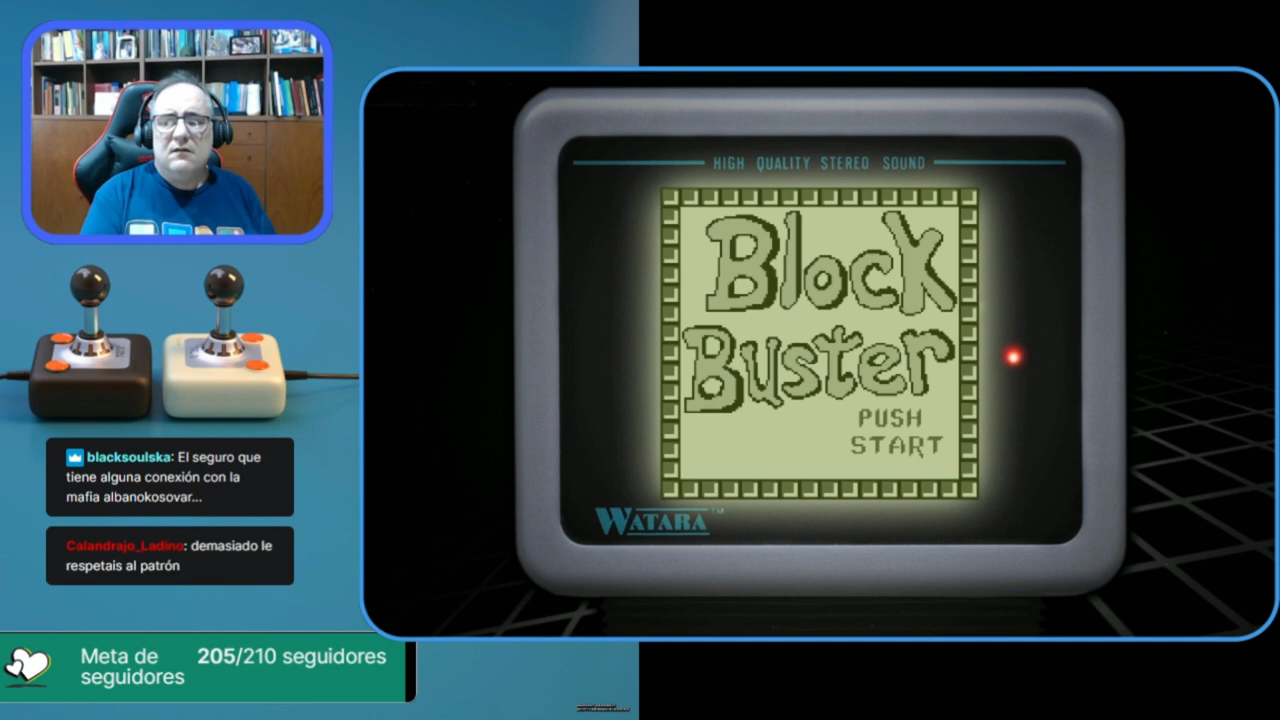 HIGH QUALITY STEREO SOUND
Block
Buster
PUSH
START
WATARA™
blacksoulska: El seguro que
tiene alguna conexión con la
mafia albanokosovar...
Calandrajo_Ladino: demasiado le
respetais al patrón
Meta de
seguidores
205/210 seguidores